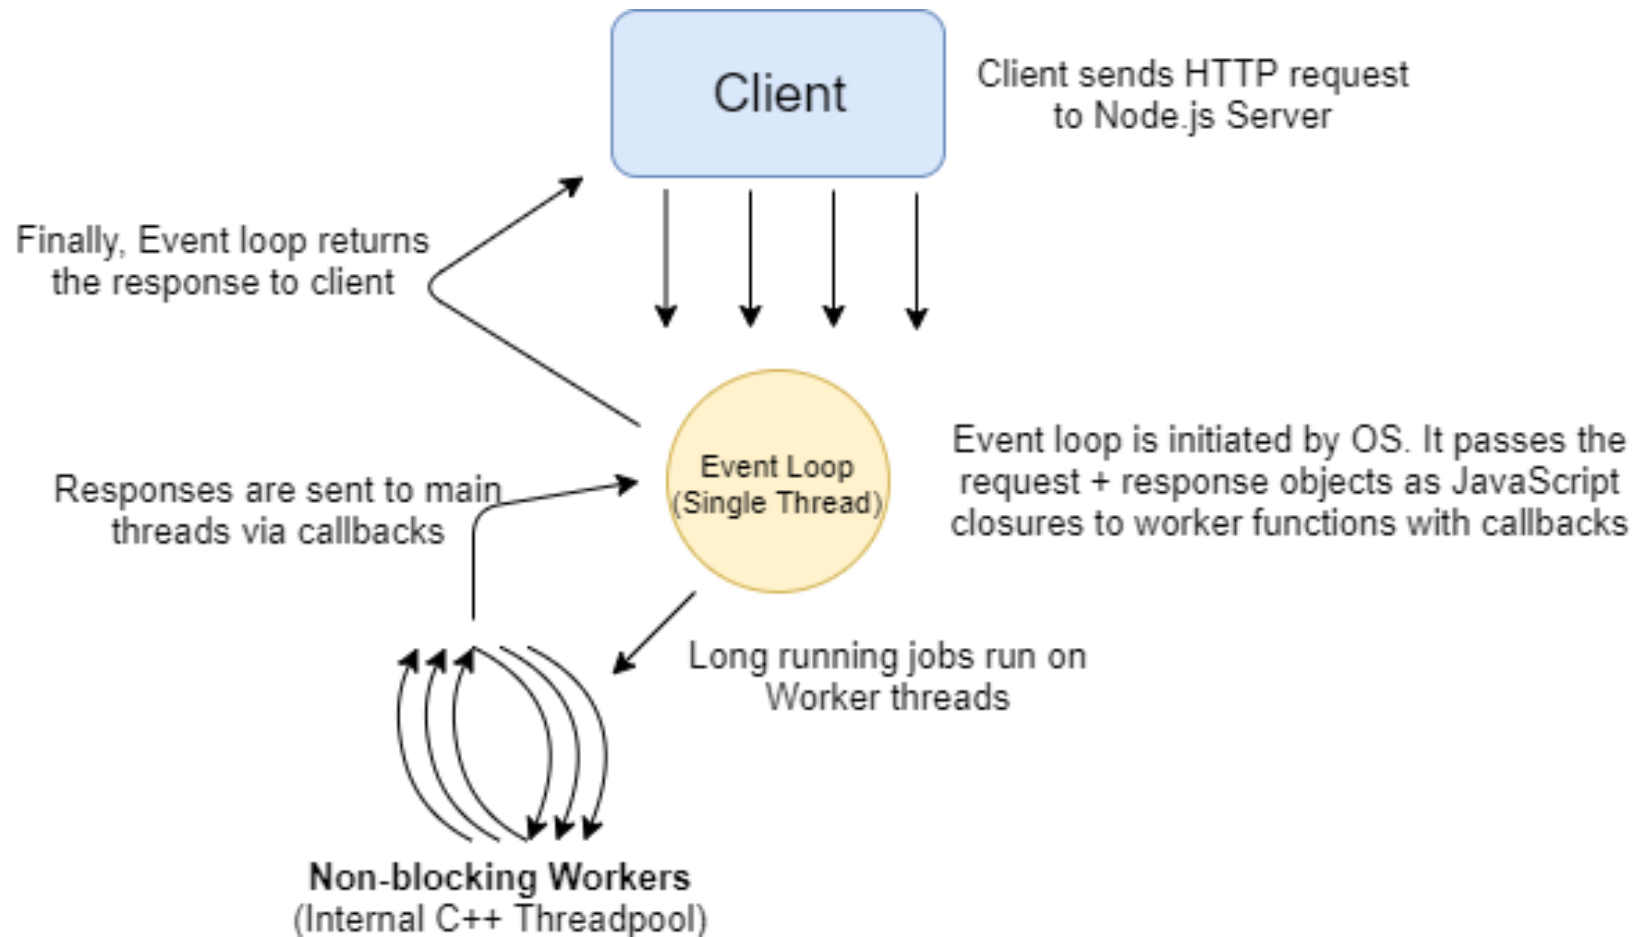 Client
Client sends HTTP request
to Node.js Server
Finally, Event loop returns
the response to client
Event Loop
(Single Thread)
Event loop is initiated by OS. It passes the
request + response objects as JavaScript
closures to worker functions with callbacks
Responses are sent to main
threads via callbacks
Long running jobs run on
Worker threads
Non-blocking Workers
(Internal C++ Threadpool)